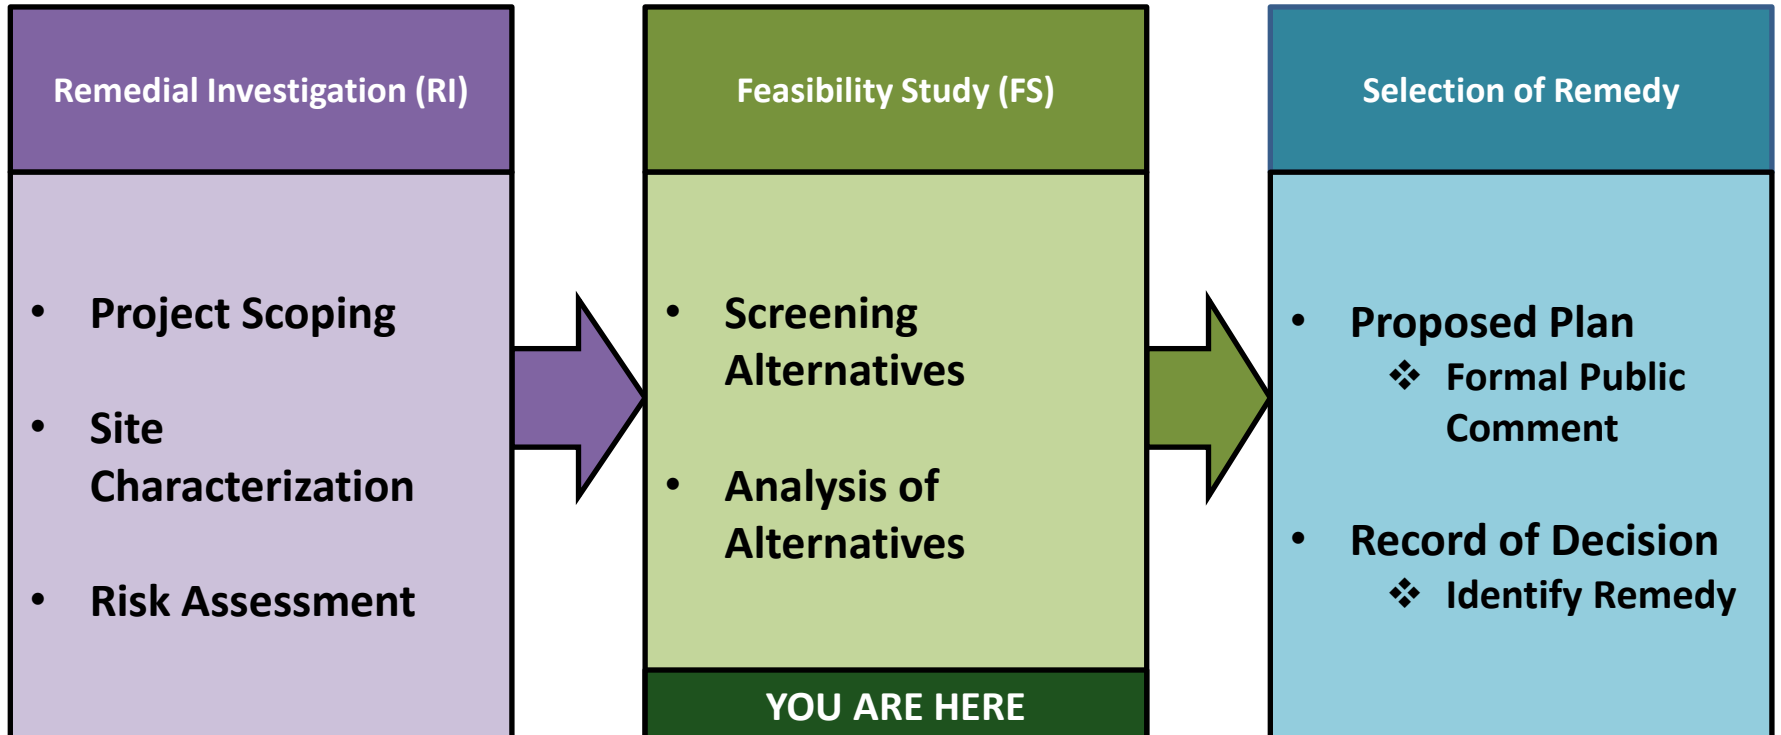 Remedial Investigation (RI)
• Project Scoping
• Site
Characterization
• Risk Assessment
Feasibility Study (FS)
• Screening
Alternatives
• Analysis of
Alternatives
YOU ARE HERE
Selection of Remedy
• Proposed Plan
❖ Formal Public
Comment
• Record of Decision
❖ Identify Remedy